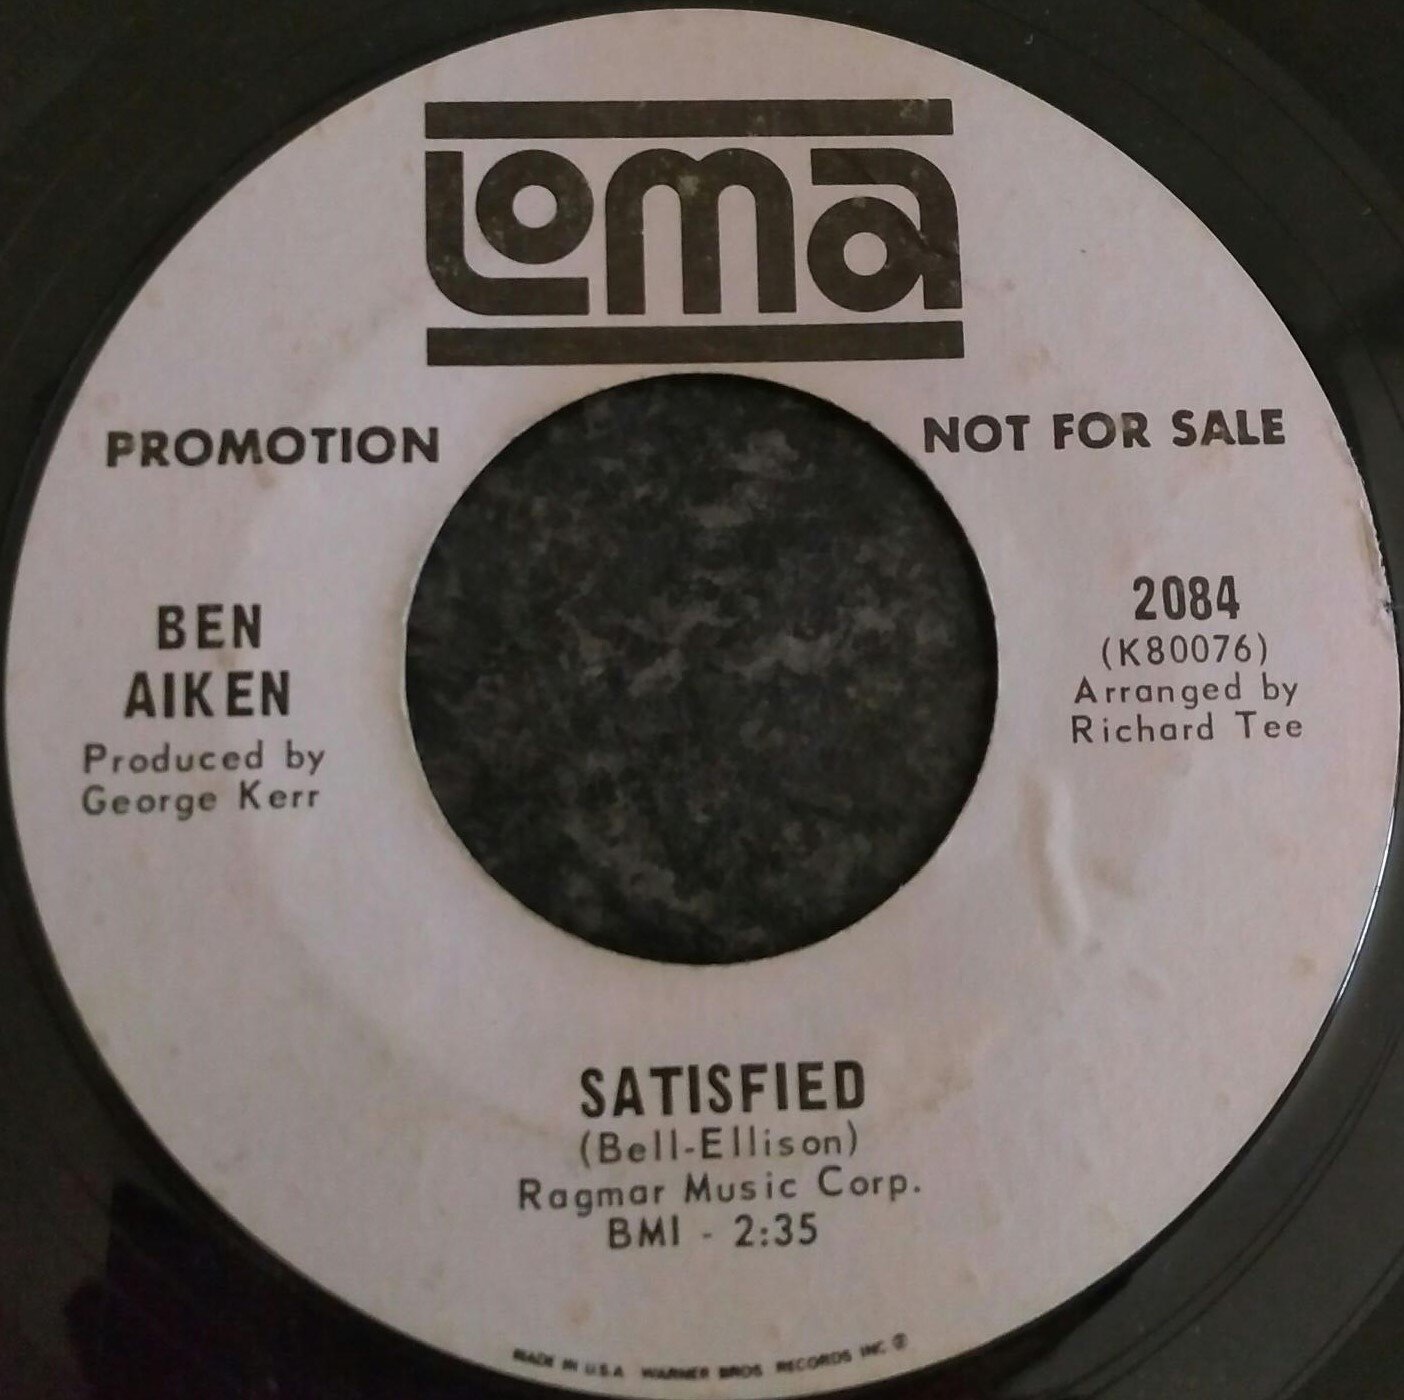 Loma
PROMOTION
NOT FOR SALE
BEN
AIKEN
Produced by
George Kerr
2084
(K80076)
Arranged by
Richard Tee
SATISFIED
(Bell-Ellison)
Ragmar Music Corp.
BMI - 2:35
MADE IN U.S.A WARNER BROS RECORDS INC. ®